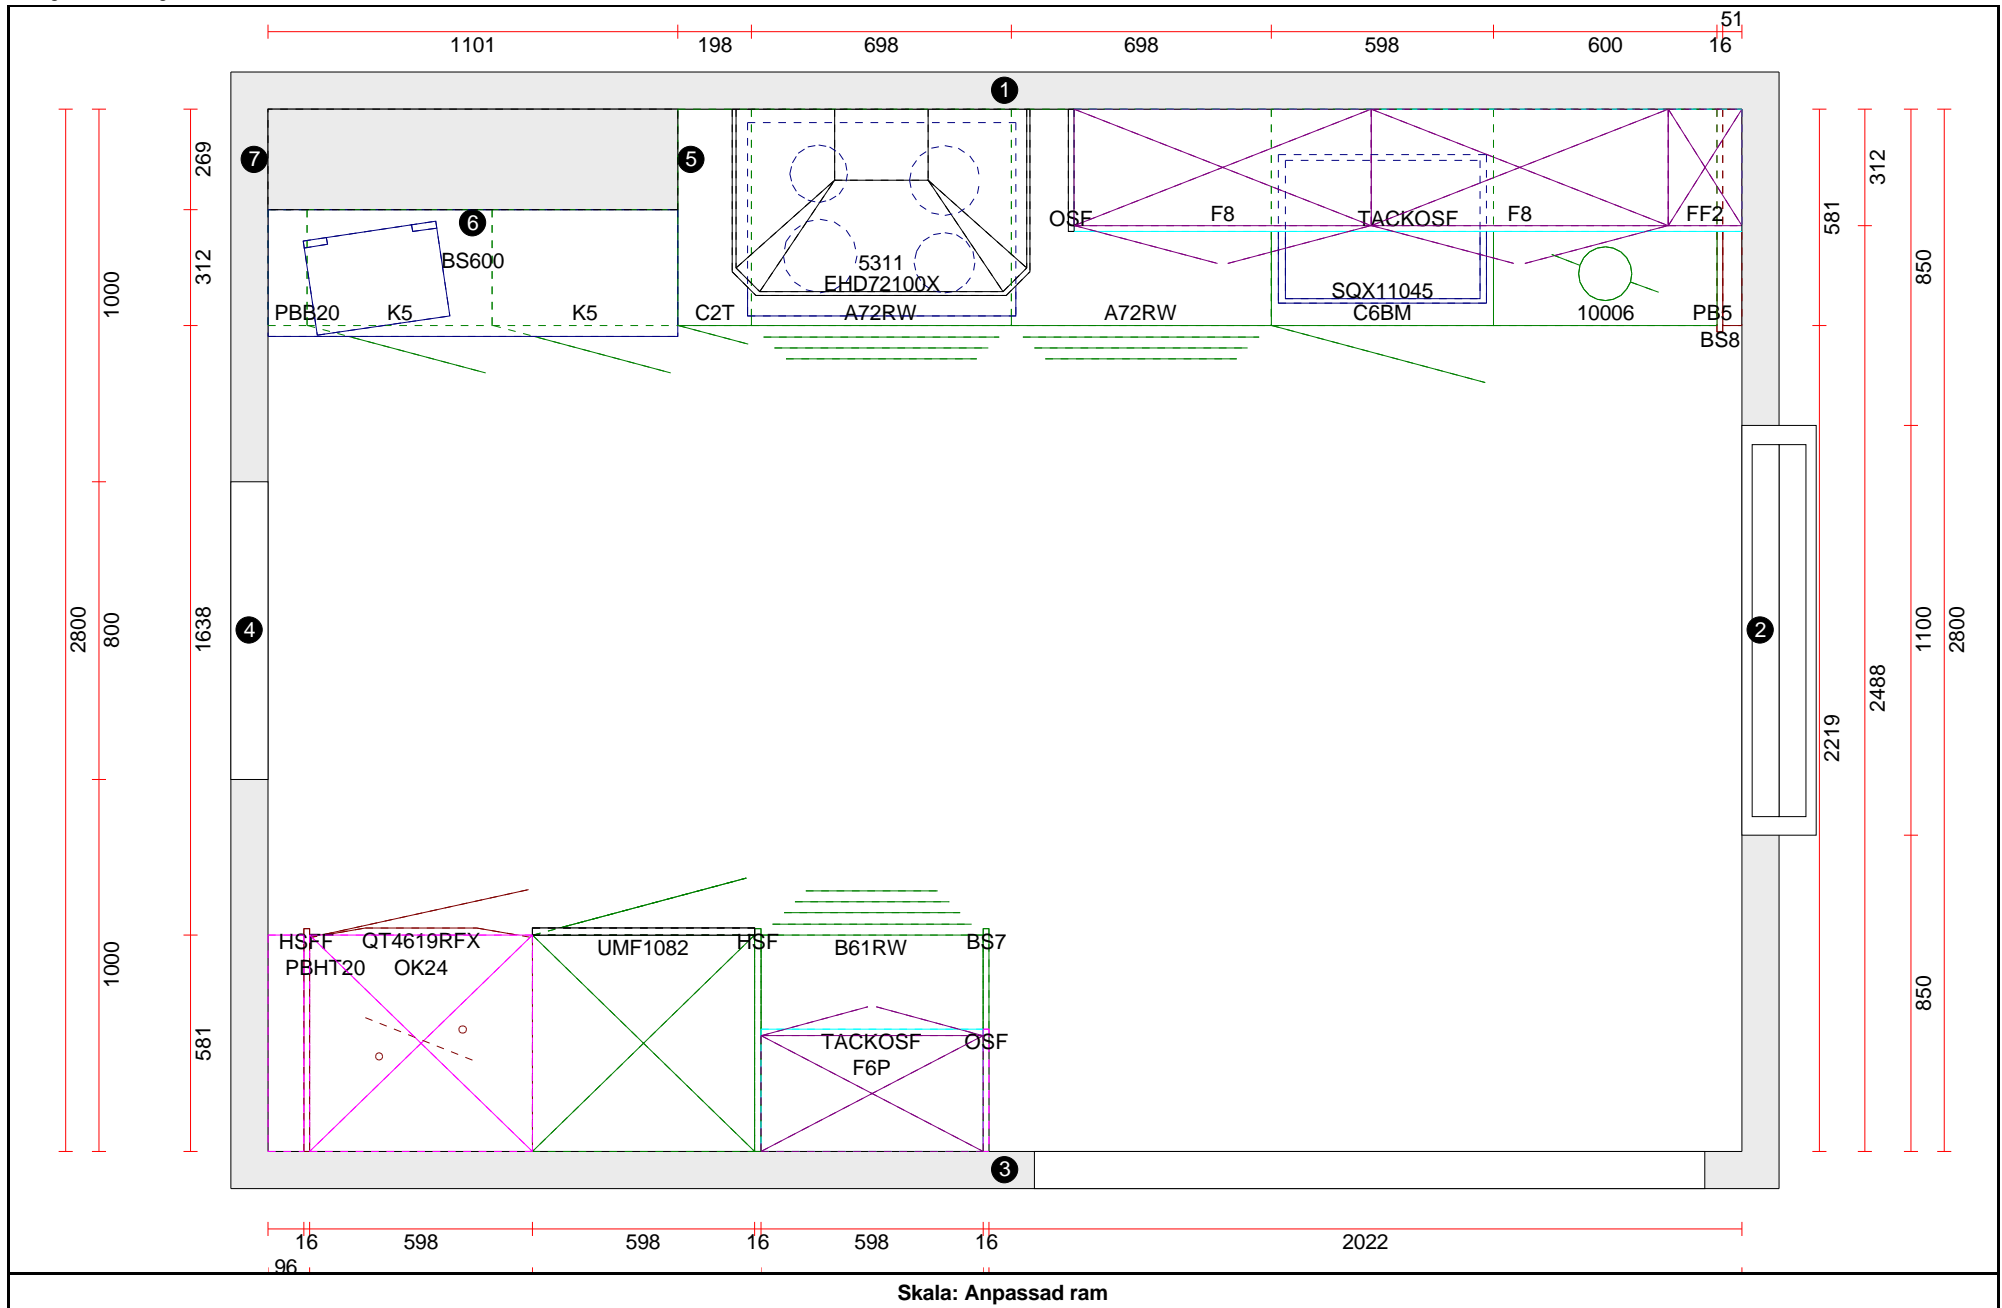 51
1101 198 698 698 598 600 16
1
7 5
269
312
581
312
6
BS600
OSF F8 TACKOSF F8 FF2
5311
EHD72100X
SQX11045
PBB20 K5 K5 C2T A72RW A72RW C6BM 10006 PB5
BS8
1000
312
850
2800
800
1638
4
2
1100
2800
2488
2219
1000
581
850
HSFF QT4619RFX UMF1082 HSF B61RW BS7
PBHT20 OK24
TACKOSF OSF
F6P
3
16 598 598 16 598 16 2022
96
Skala: Anpassad ram